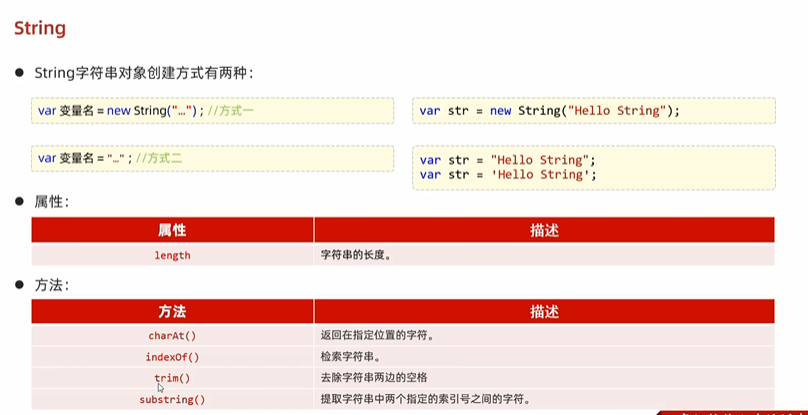 String
● String字符串对象创建方式有两种：
var 变量名 = new String("…") ; //方式一
var str = new String("Hello String");
var 变量名 = "…" ; //方式二
var str = "Hello String";
var str = 'Hello String';
● 属性：
属性 描述
length 字符串的长度。
● 方法：
方法 描述
charAt() 返回在指定位置的字符。
indexOf() 检索字符串。
trim() 去除字符串两边的空格
substring() 提取字符串中两个指定的索引号之间的字符。